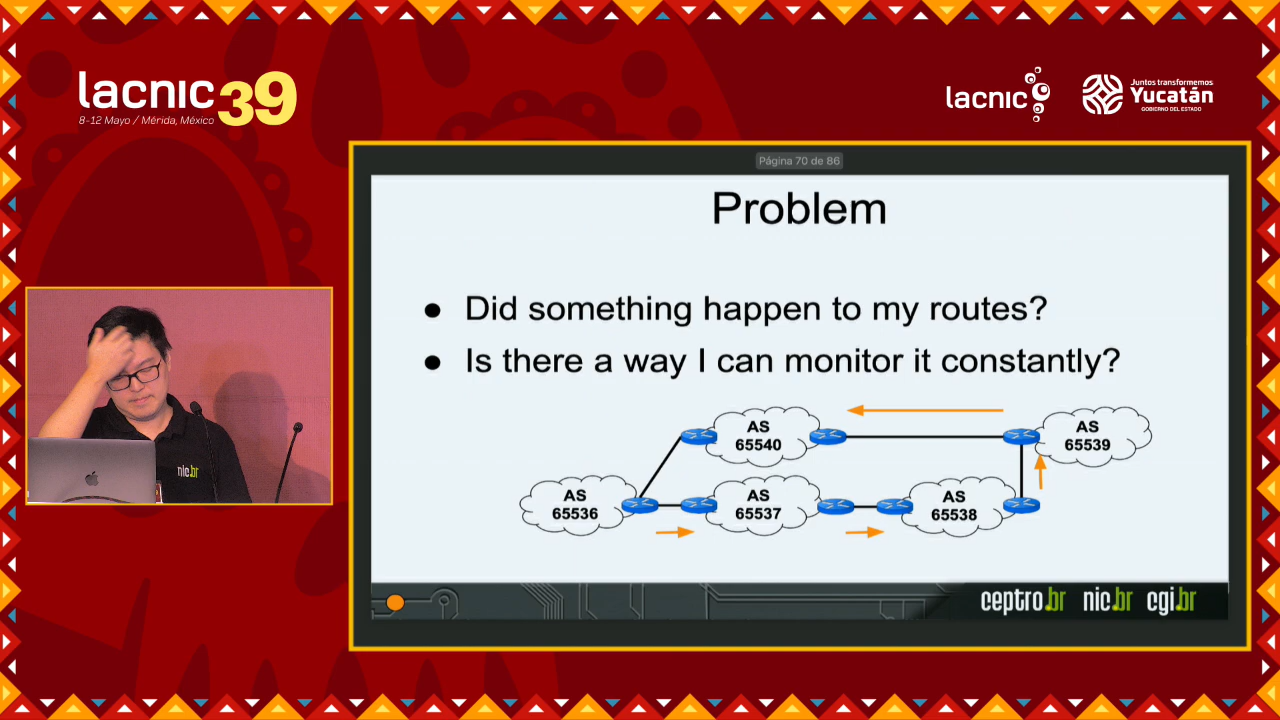 lacnic 39
8-12 Mayo / Mérida, México
lacnic
Juntos transformemos
Yucatán
GOBIERNO DEL ESTADO
Página 70 de 86
Problem
● Did something happen to my routes?
● Is there a way I can monitor it constantly?
AS
65540
AS
65539
AS
65536
AS
65537
AS
65538
nic.br
ceptro.br nic.br cgi.br